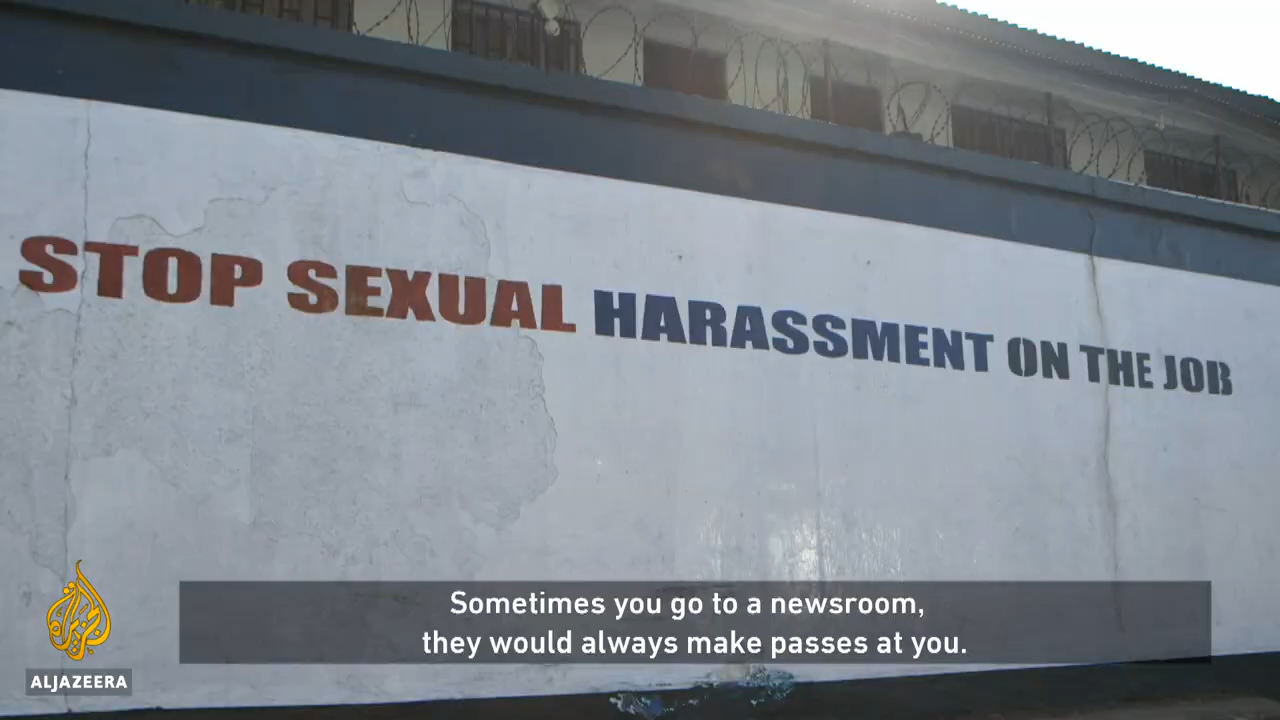 STOP SEXUAL HARASSMENT ON THE JOB
Sometimes you go to a newsroom,
they would always make passes at you.
الجزيرة
ALJAZEERA